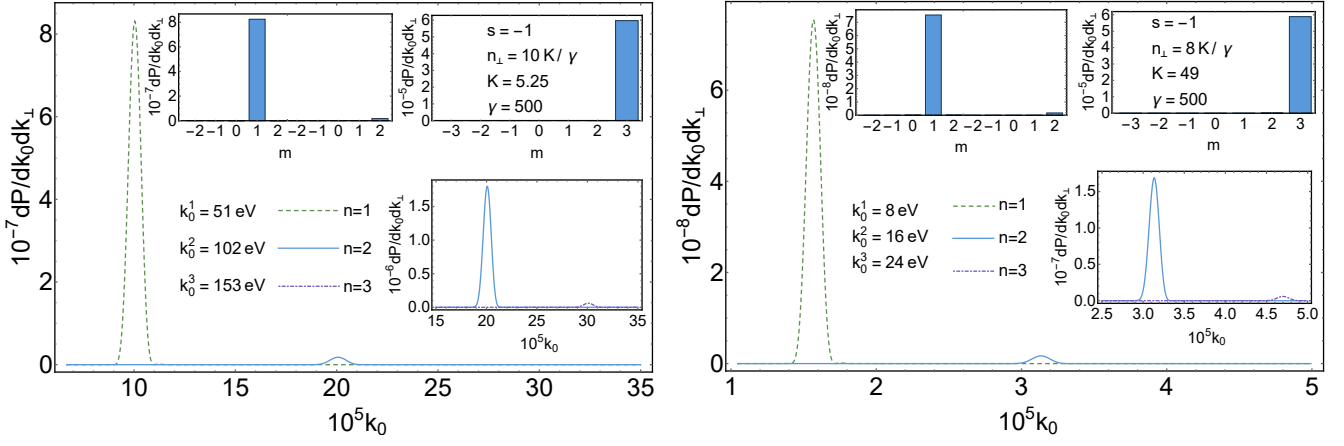 10⁻⁷dP/dk₀dk⊥
8
6
4
2
0
10
15
20
25
30
35
10⁵k₀
10⁻⁷dP/dk₀dk⊥
8
6
4
2
0
−2−1 0 1 2−2−1 0 1 2
m
10⁻⁵dP/dk₀dk⊥
6
5
4
3
2
1
0
−3 −2 −1 0 1 2 3
m
s = −1
n⊥ = 10 K / γ
K = 5.25
γ = 500
k₀¹ = 51 eV
n=1
k₀² = 102 eV
n=2
k₀³ = 153 eV
n=3
10⁻⁶dP/dk₀dk⊥
1.5
1.0
0.5
0.0
15 20 25 30 35
10⁵k₀
10⁻⁸dP/dk₀dk⊥
6
4
2
0
1
2
3
4
5
10⁵k₀
10⁻⁸dP/dk₀dk⊥
7
6
5
4
3
2
1
0
−2−1 0 1 2−2−1 0 1 2
m
10⁻⁵dP/dk₀dk⊥
6
5
4
3
2
1
0
−3 −2 −1 0 1 2 3
m
s = −1
n⊥ = 8 K / γ
K = 49
γ = 500
k₀¹ = 8 eV
n=1
k₀² = 16 eV
n=2
k₀³ = 24 eV
n=3
10⁻⁷dP/dk₀dk⊥
1.5
1.0
0.5
0.0
2.5 3.0 3.5 4.0 4.5 5.0
10⁵k₀